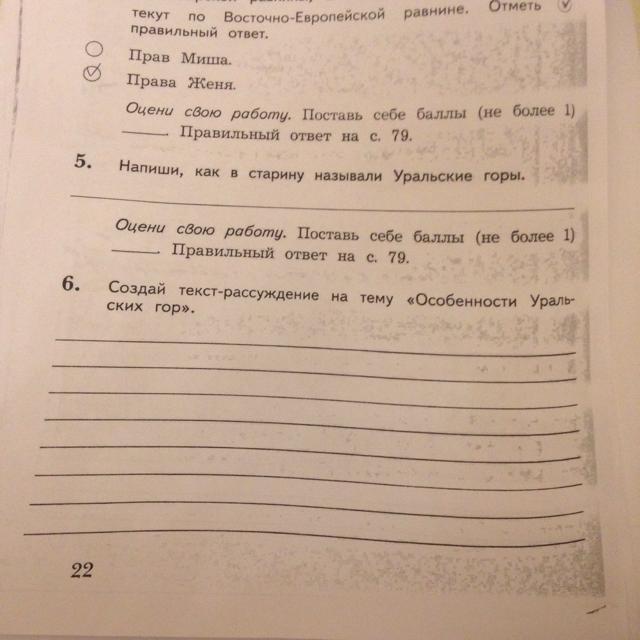 текут по Восточно-Европейской равнине. Отметь
правильный ответ.
Прав Миша.
Права Женя.
Оцени свою работу. Поставь себе баллы (не более 1)
_____. Правильный ответ на с. 79.
5. Напиши, как в старину называли Уральские горы.
Оцени свою работу. Поставь себе баллы (не более 1)
_____. Правильный ответ на с. 79.
6. Создай текст-рассуждение на тему «Особенности Ураль-
ских гор».
22